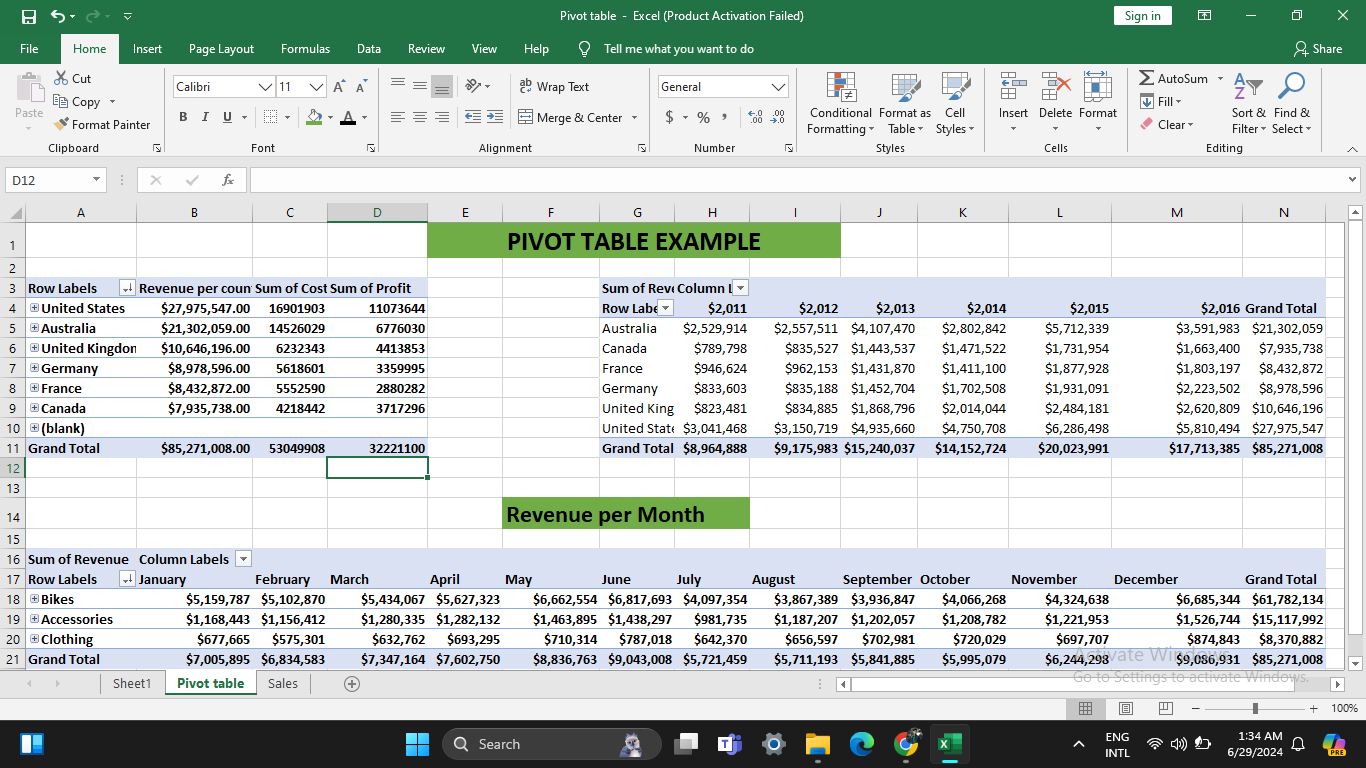 Pivot table - Excel (Product Activation Failed)
Sign in
File Home Insert Page Layout Formulas Data Review View Help Tell me what you want to do Share
Cut
Copy
Format Painter
Paste
Calibri 11
B I U
Wrap Text
Merge & Center
General
$ % ,
Conditional Formatting
Format as Table
Cell Styles
Insert Delete Format
AutoSum
Fill
Clear
Sort & Filter
Find & Select
Clipboard Font Alignment Number Styles Cells Editing
D12 fx
A B C D E F G H I J K L M N
1 PIVOT TABLE EXAMPLE
2
3 Row Labels Revenue per coun Sum of Cost Sum of Profit Sum of Reve Column L
4 United States $27,975,547.00 16901903 11073644 Row Labe $2,011 $2,012 $2,013 $2,014 $2,015 $2,016 Grand Total
5 Australia $21,302,059.00 14526029 6776030 Australia $2,529,914 $2,557,511 $4,107,470 $2,802,842 $5,712,339 $3,591,983 $21,302,059
6 United Kingdon $10,646,196.00 6232343 4413853 Canada $789,798 $835,527 $1,443,537 $1,471,522 $1,731,954 $1,663,400 $7,935,738
7 Germany $8,978,596.00 5618601 3359995 France $946,624 $962,153 $1,431,870 $1,411,100 $1,877,928 $1,803,197 $8,432,872
8 France $8,432,872.00 5552590 2880282 Germany $833,603 $835,188 $1,452,704 $1,702,508 $1,931,091 $2,223,502 $8,978,596
9 Canada $7,935,738.00 4218442 3717296 United King $823,481 $834,885 $1,868,796 $2,014,044 $2,484,181 $2,620,809 $10,646,196
10 (blank) United State $3,041,468 $3,150,719 $4,935,660 $4,750,708 $6,286,498 $5,810,494 $27,975,547
11 Grand Total $85,271,008.00 53049908 32221100 Grand Total $8,964,888 $9,175,983 $15,240,037 $14,152,724 $20,023,991 $17,713,385 $85,271,008
12
13
14 Revenue per Month
15
16 Sum of Revenue Column Labels
17 Row Labels January February March April May June July August September October November December Grand Total
18 Bikes $5,159,787 $5,102,870 $5,434,067 $5,627,323 $6,662,554 $6,817,693 $4,097,354 $3,867,389 $3,936,847 $4,066,268 $4,324,638 $6,685,344 $61,782,134
19 Accessories $1,168,443 $1,156,412 $1,280,335 $1,282,132 $1,463,895 $1,438,297 $981,735 $1,187,207 $1,202,057 $1,208,782 $1,221,953 $1,526,744 $15,117,992
20 Clothing $677,665 $575,301 $632,762 $693,295 $710,314 $787,018 $642,370 $656,597 $702,981 $720,029 $697,707 $874,843 $8,370,882
21 Grand Total $7,005,895 $6,834,583 $7,347,164 $7,602,750 $8,836,763 $9,043,008 $5,721,459 $5,711,193 $5,841,885 $5,995,079 $6,244,298 $9,086,931 $85,271,008
Activate Windows
Go to Settings to activate Windows.
Sheet1 Pivot table Sales
100%
Search
ENG
INTL
1:34 AM
6/29/2024
PRE